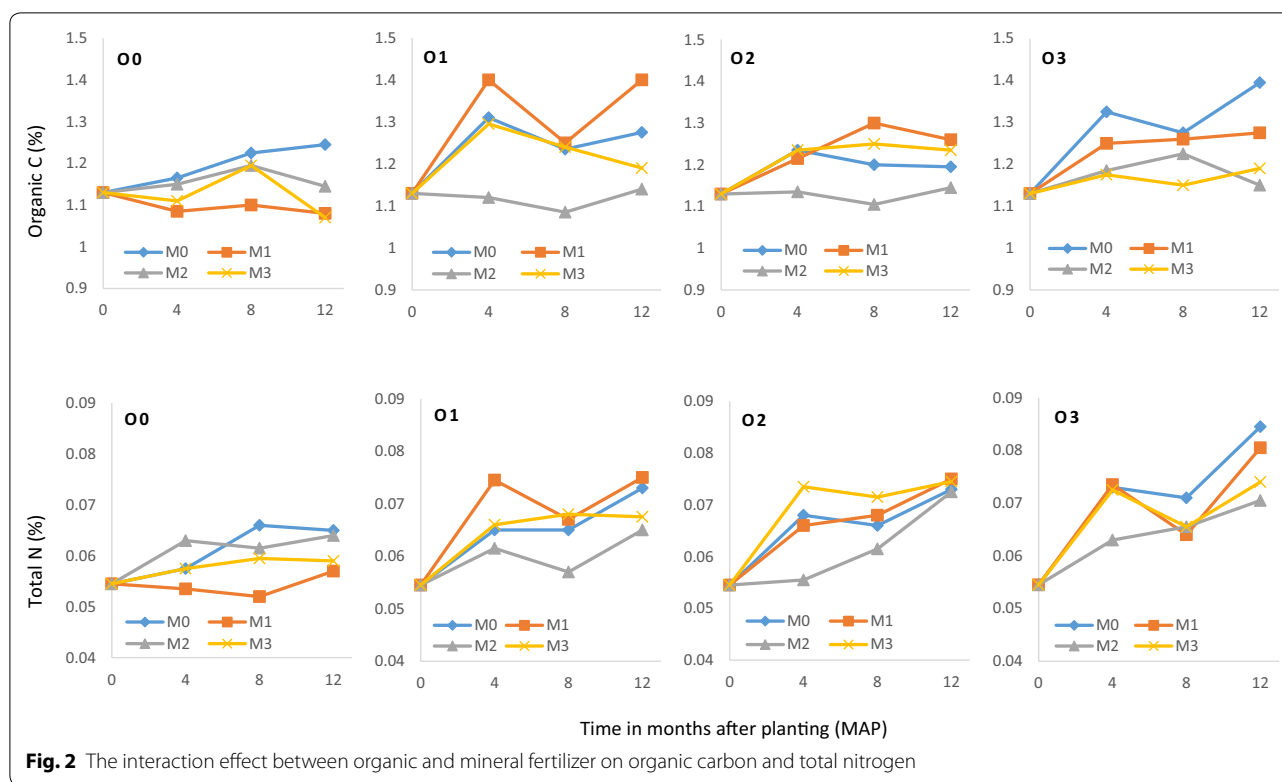 O0
O1
O2
O3
Organic C (%)
1.5 1.4 1.3 1.2 1.1 1 0.9
M0 M1
M2 M3
0 4 8 12
1.5 1.4 1.3 1.2 1.1 1 0.9
M0 M1
M2 M3
0 4 8 12
1.5 1.4 1.3 1.2 1.1 1 0.9
M0 M1
M2 M3
0 4 8 12
1.5 1.4 1.3 1.2 1.1 1 0.9
M0 M1
M2 M3
0 4 8 12
O0
O1
O2
O3
Total N (%)
0.09 0.08 0.07 0.06 0.05 0.04
M0 M1
M2 M3
0 4 8 12
0.09 0.08 0.07 0.06 0.05 0.04
M0 M1
M2 M3
0 4 8 12
0.09 0.08 0.07 0.06 0.05 0.04
M0 M1
M2 M3
0 4 8 12
0.09 0.08 0.07 0.06 0.05 0.04
M0 M1
M2 M3
0 4 8 12
Time in months after planting (MAP)
Fig. 2 The interaction effect between organic and mineral fertilizer on organic carbon and total nitrogen